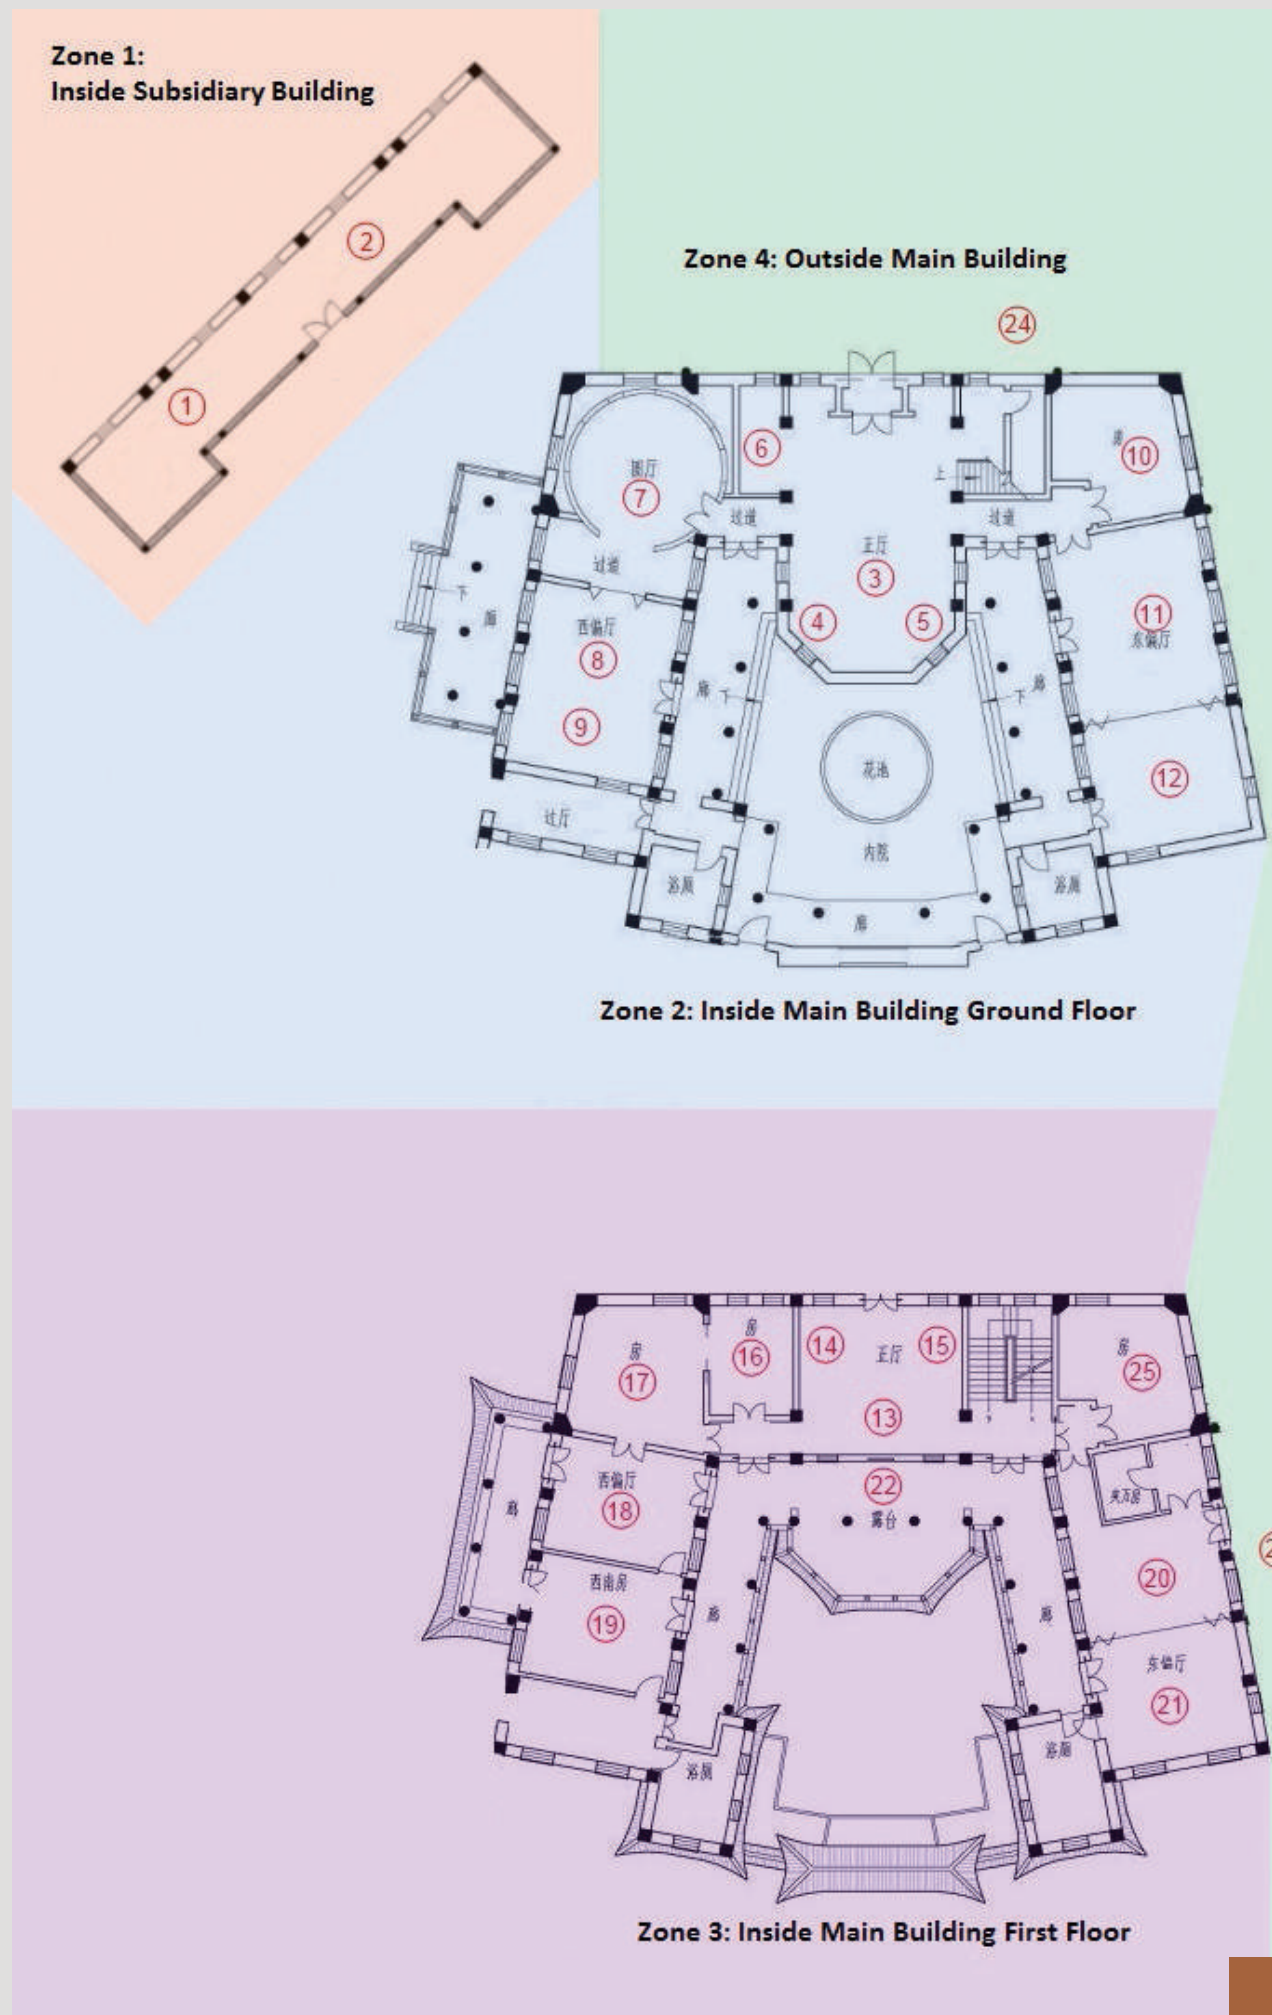 Zone 1:
Inside Subsidiary Building
2
1
Zone 4: Outside Main Building
24
6
房
10
圆厅
7
上
过道
过道
正厅
3
过道
下
廊
4
5
11
东偏厅
西偏厅
8
廊
下
下
廊
9
花池
12
过厅
内院
浴厕
浴厕
廊
Zone 2: Inside Main Building Ground Floor
房
17
房
16
14
正厅
15
13
房
25
西偏厅
18
22
露台
廊
西南房
19
廊
廊
20
东偏厅
21
浴厕
浴厕
Zone 3: Inside Main Building First Floor